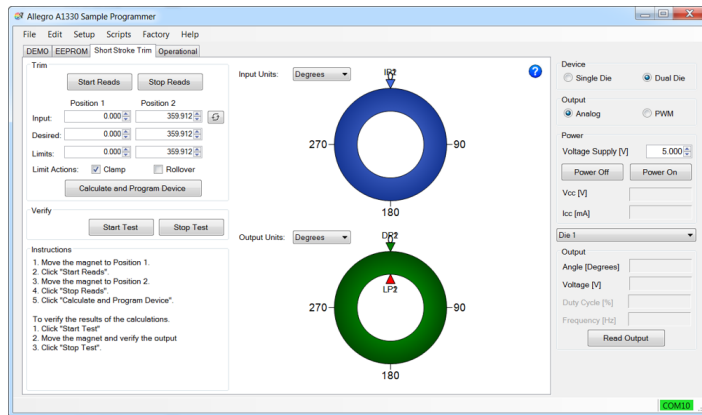 Allegro A1330 Sample Programmer
File Edit Setup Scripts Factory Help
DEMO EEPROM Short Stroke Trim Operational
Trim
Start Reads Stop Reads
Position 1 Position 2
Input: 0.000 359.912
Desired: 0.000 359.912
Limits: 0.000 359.912
Limit Actions: Clamp Rollover
Calculate and Program Device
Verify
Start Test Stop Test
Instructions
1. Move the magnet to Position 1.
2. Click "Start Reads".
3. Move the magnet to Position 2.
4. Click "Stop Reads".
5. Click "Calculate and Program Device".
To verify the results of the calculations.
1. Click "Start Test"
2. Move the magnet and verify the output
3. Click "Stop Test".
Input Units: Degrees
?
270 90
180
Output Units: Degrees
270 90
180
Device
Single Die Dual Die
Output
Analog PWM
Power
Voltage Supply [V] 5.000
Power Off Power On
Vcc [V]
Icc [mA]
Die 1
Output
Angle [Degrees]
Voltage [V]
Duty Cycle [%]
Frequency [Hz]
Read Output
COM10